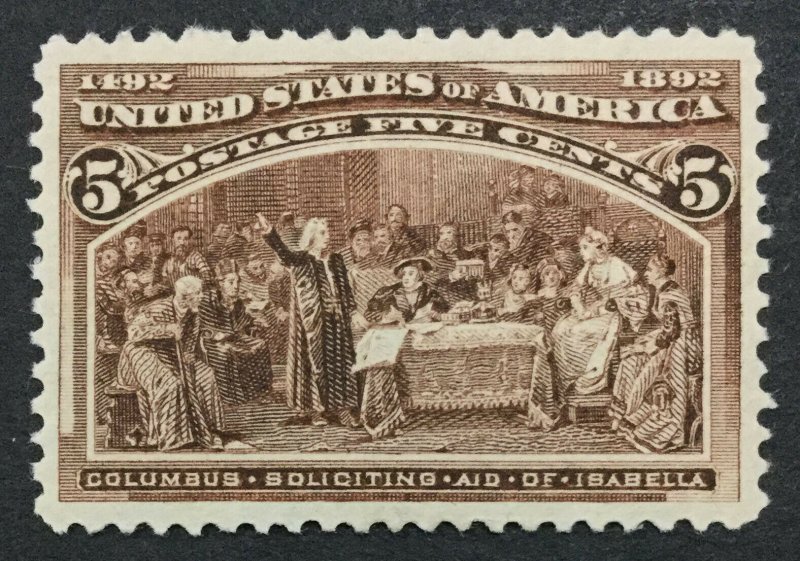 1492 1892
UNITED STATES OF AMERICA
POSTAGE FIVE CENTS
5 5
COLUMBUS · SOLICITING · AID · OF · ISABELLA